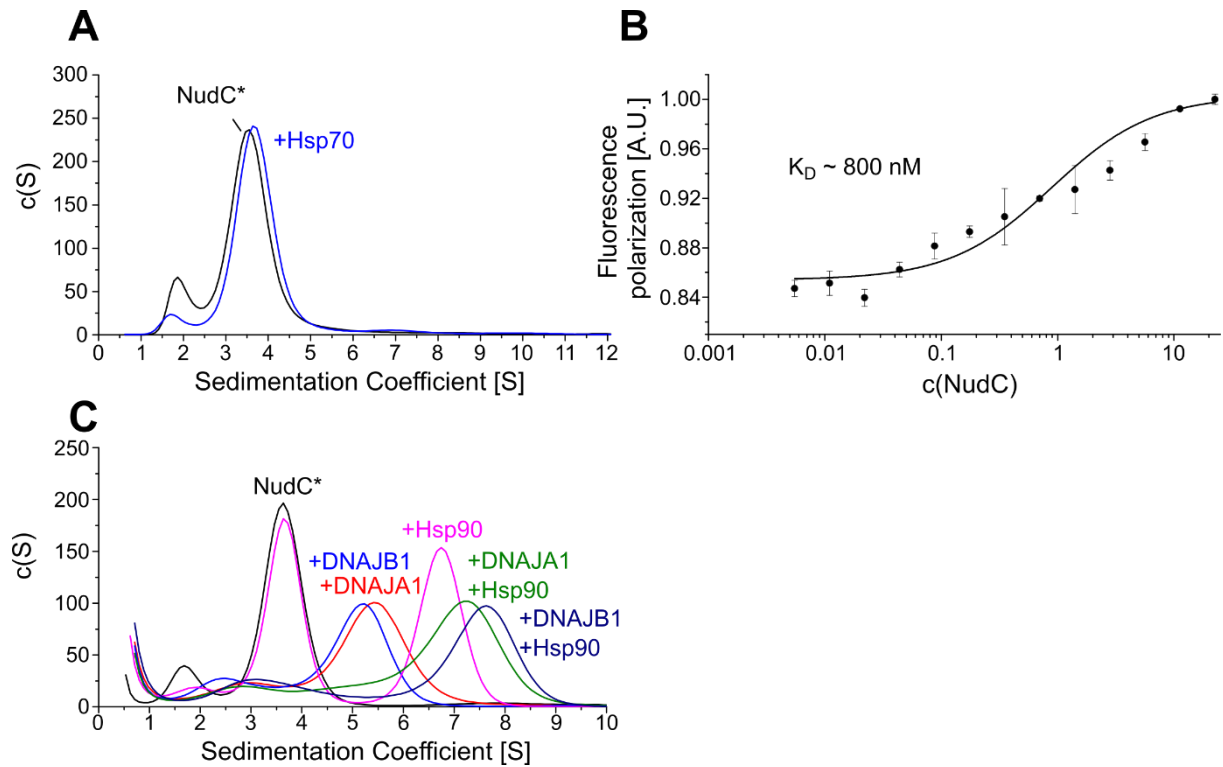 A
300
250
200
150
100
50
0
c(S)
NudC*
+Hsp70
0 1 2 3 4 5 6 7 8 9 10 11 12
Sedimentation Coefficient [S]
B
1.00
0.96
0.92
0.88
0.84
Fluorescence
polarization [A.U.]
KD ~ 800 nM
0.001 0.01 0.1 1 10
c(NudC)
C
250
200
150
100
50
0
c(S)
NudC*
+DNAJB1
+DNAJA1
+Hsp90
+DNAJA1
+Hsp90
+DNAJB1
+Hsp90
0 1 2 3 4 5 6 7 8 9 10
Sedimentation Coefficient [S]